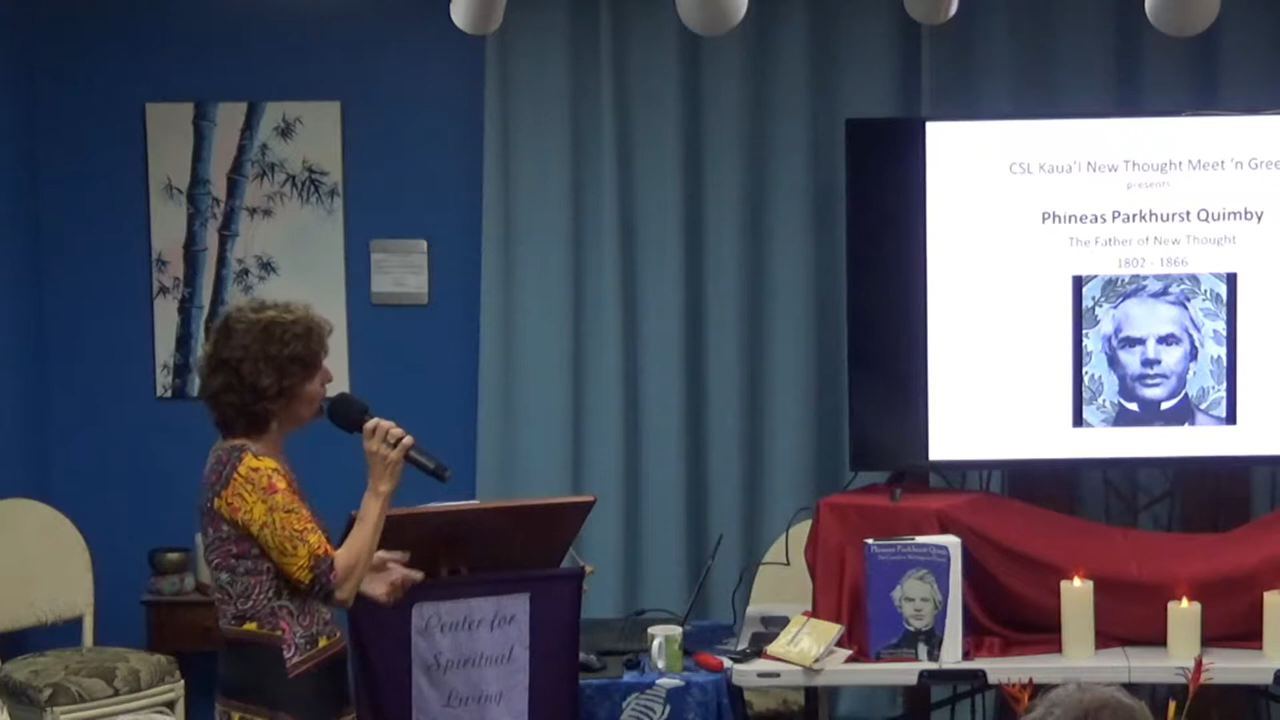 CSL Kaua'I New Thought Meet 'n Gree
presents
Phineas Parkhurst Quimby
The Father of New Thought
1802 - 1866
Center for
Spiritual
Living
Phineas Parkhurst Quimby